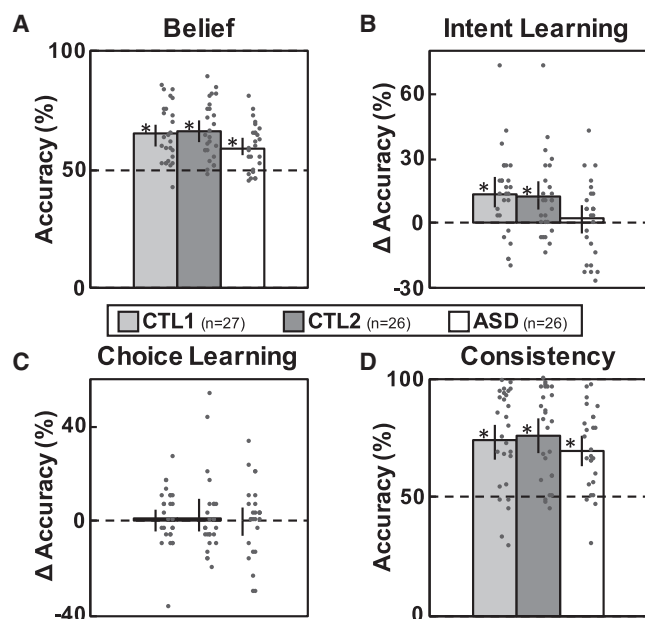 A
Belief
Accuracy (%)
100
50
0
*
*
*
B
Intent Learning
Δ Accuracy (%)
60
30
0
-30
*
*
CTL1 (n=27)
CTL2 (n=26)
ASD (n=26)
C
Choice Learning
Δ Accuracy (%)
40
0
-40
D
Consistency
Accuracy (%)
100
50
0
*
*
*